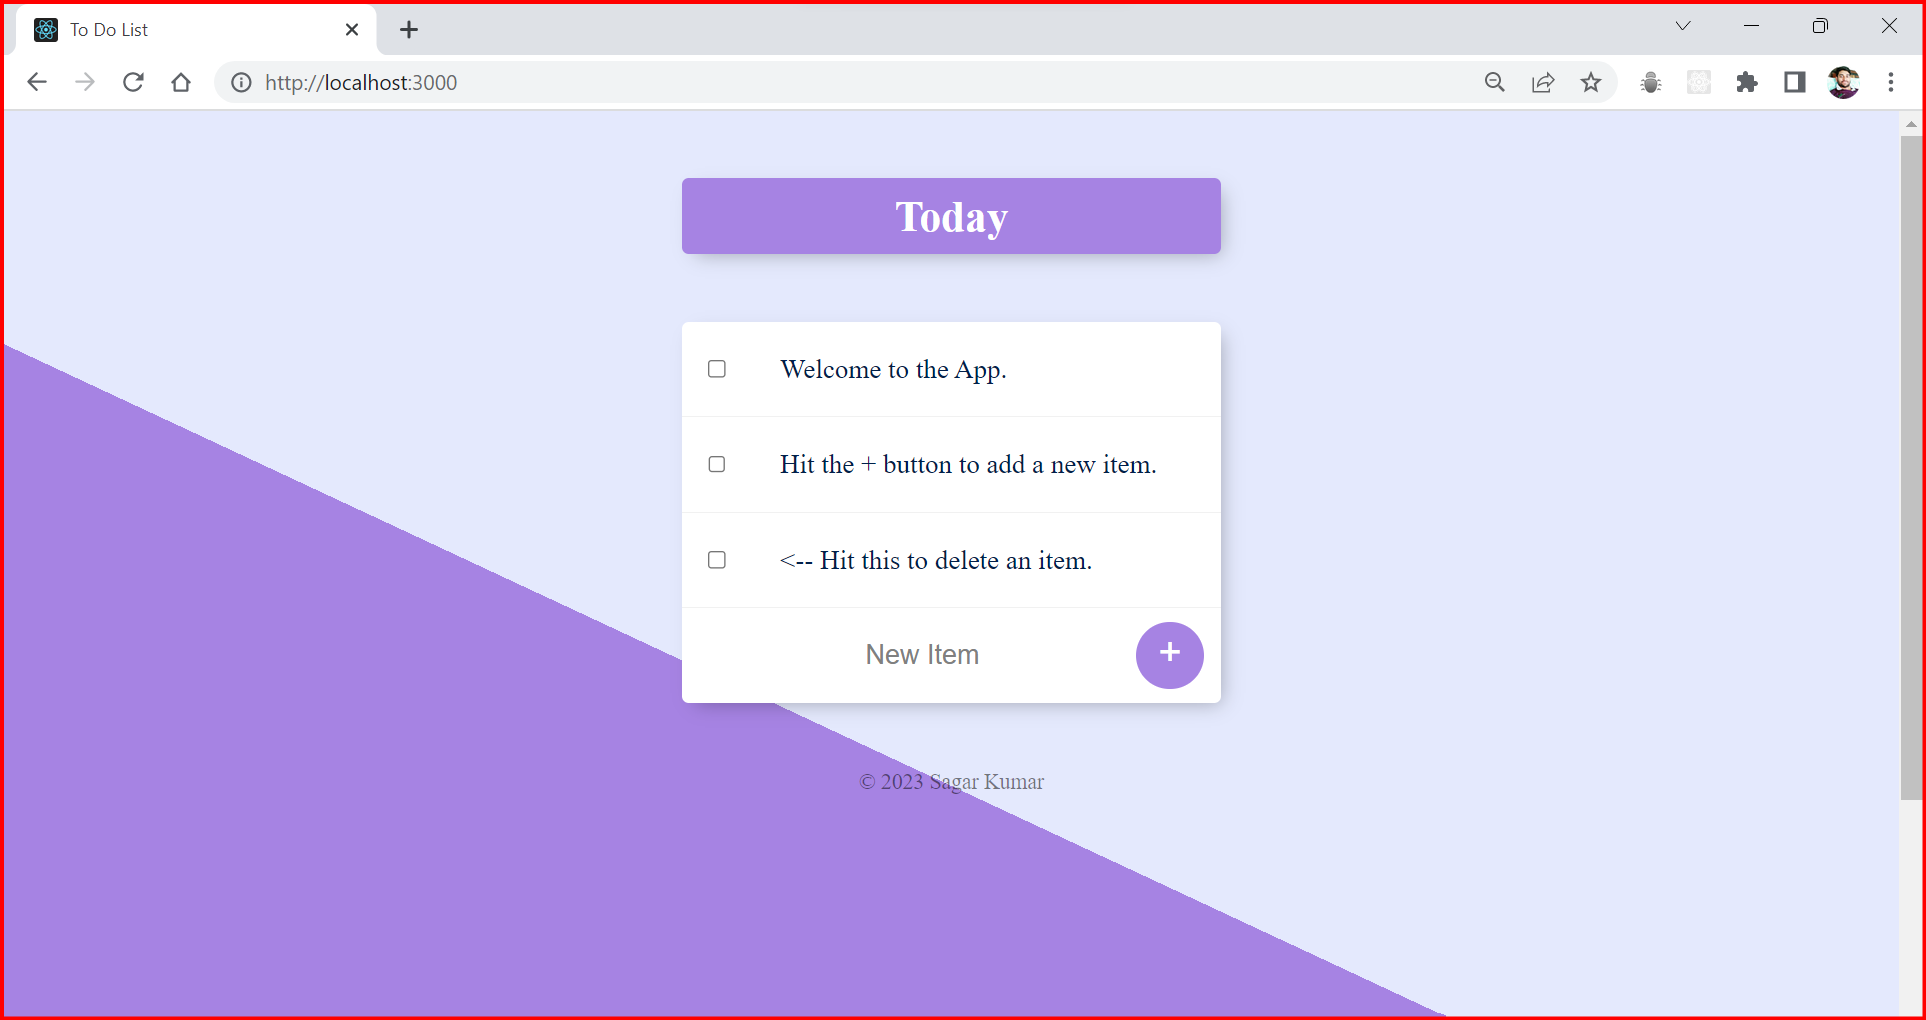 To Do List
http://localhost:3000
Today
Welcome to the App.
Hit the + button to add a new item.
<-- Hit this to delete an item.
New Item
+
© 2023 Sagar Kumar